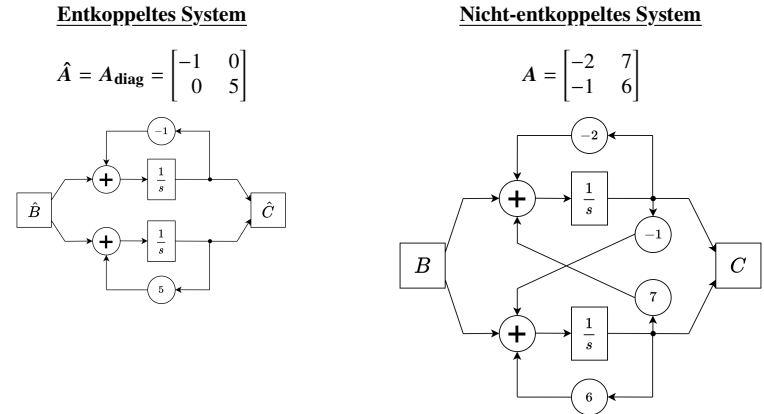 Entkoppeltes System
Nicht-entkoppeltes System
Â = A_diag = [−1 0; 0 5]
A = [−2 7; −1 6]
−1
+ 1/s
B̂ Ĉ
+ 1/s
5
−2
+ 1/s
−1
B C
7
+ 1/s
6